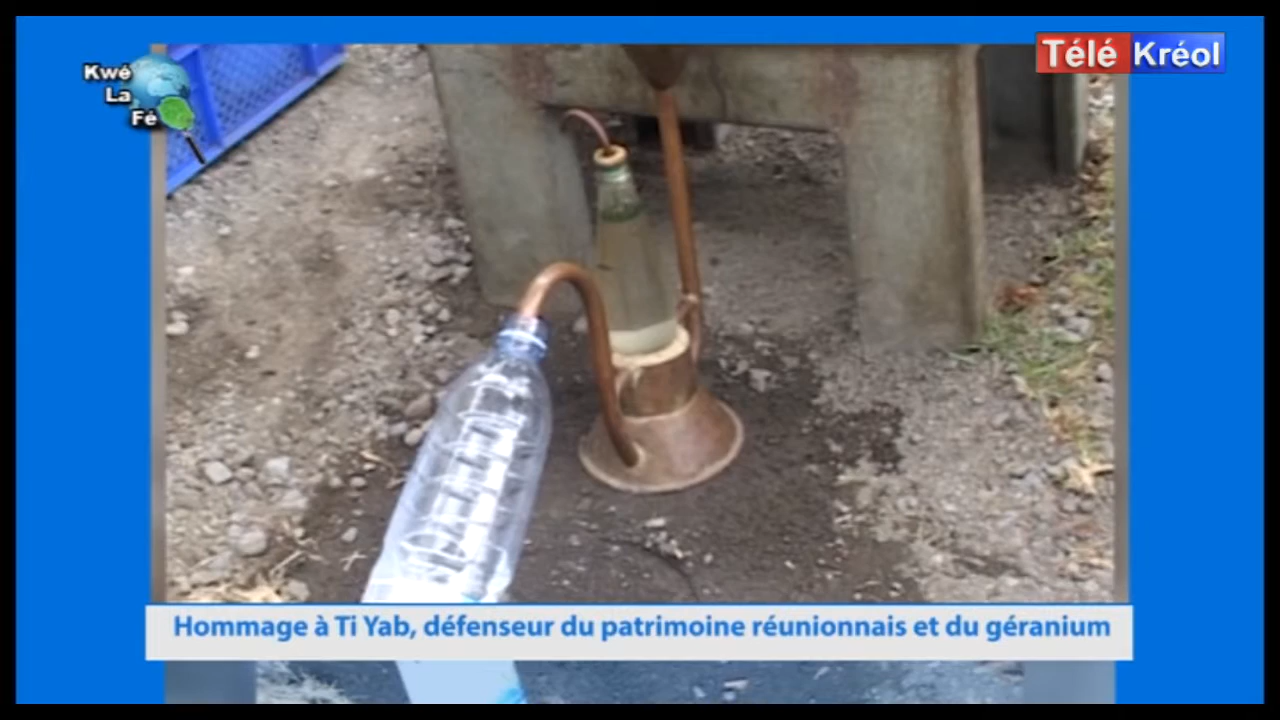 Kwé
La
Fé
Télé Kréol
Hommage à Ti Yab, défenseur du patrimoine réunionnais et du géranium